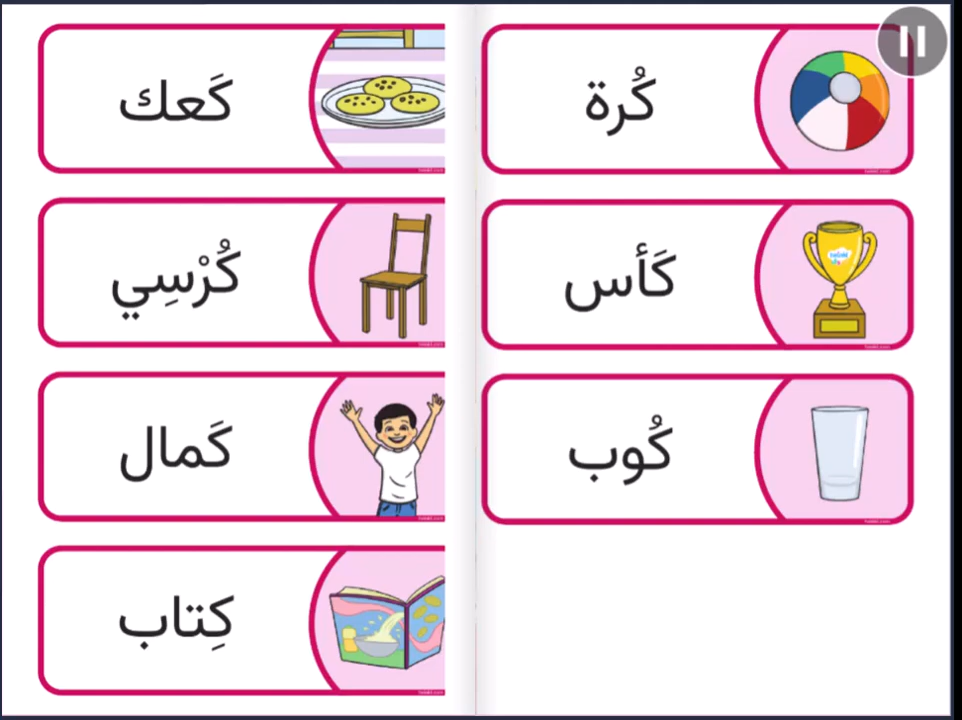 كُرة
كَأس
كُوب
كَعك
كُرْسِي
كَمال
كِتاب